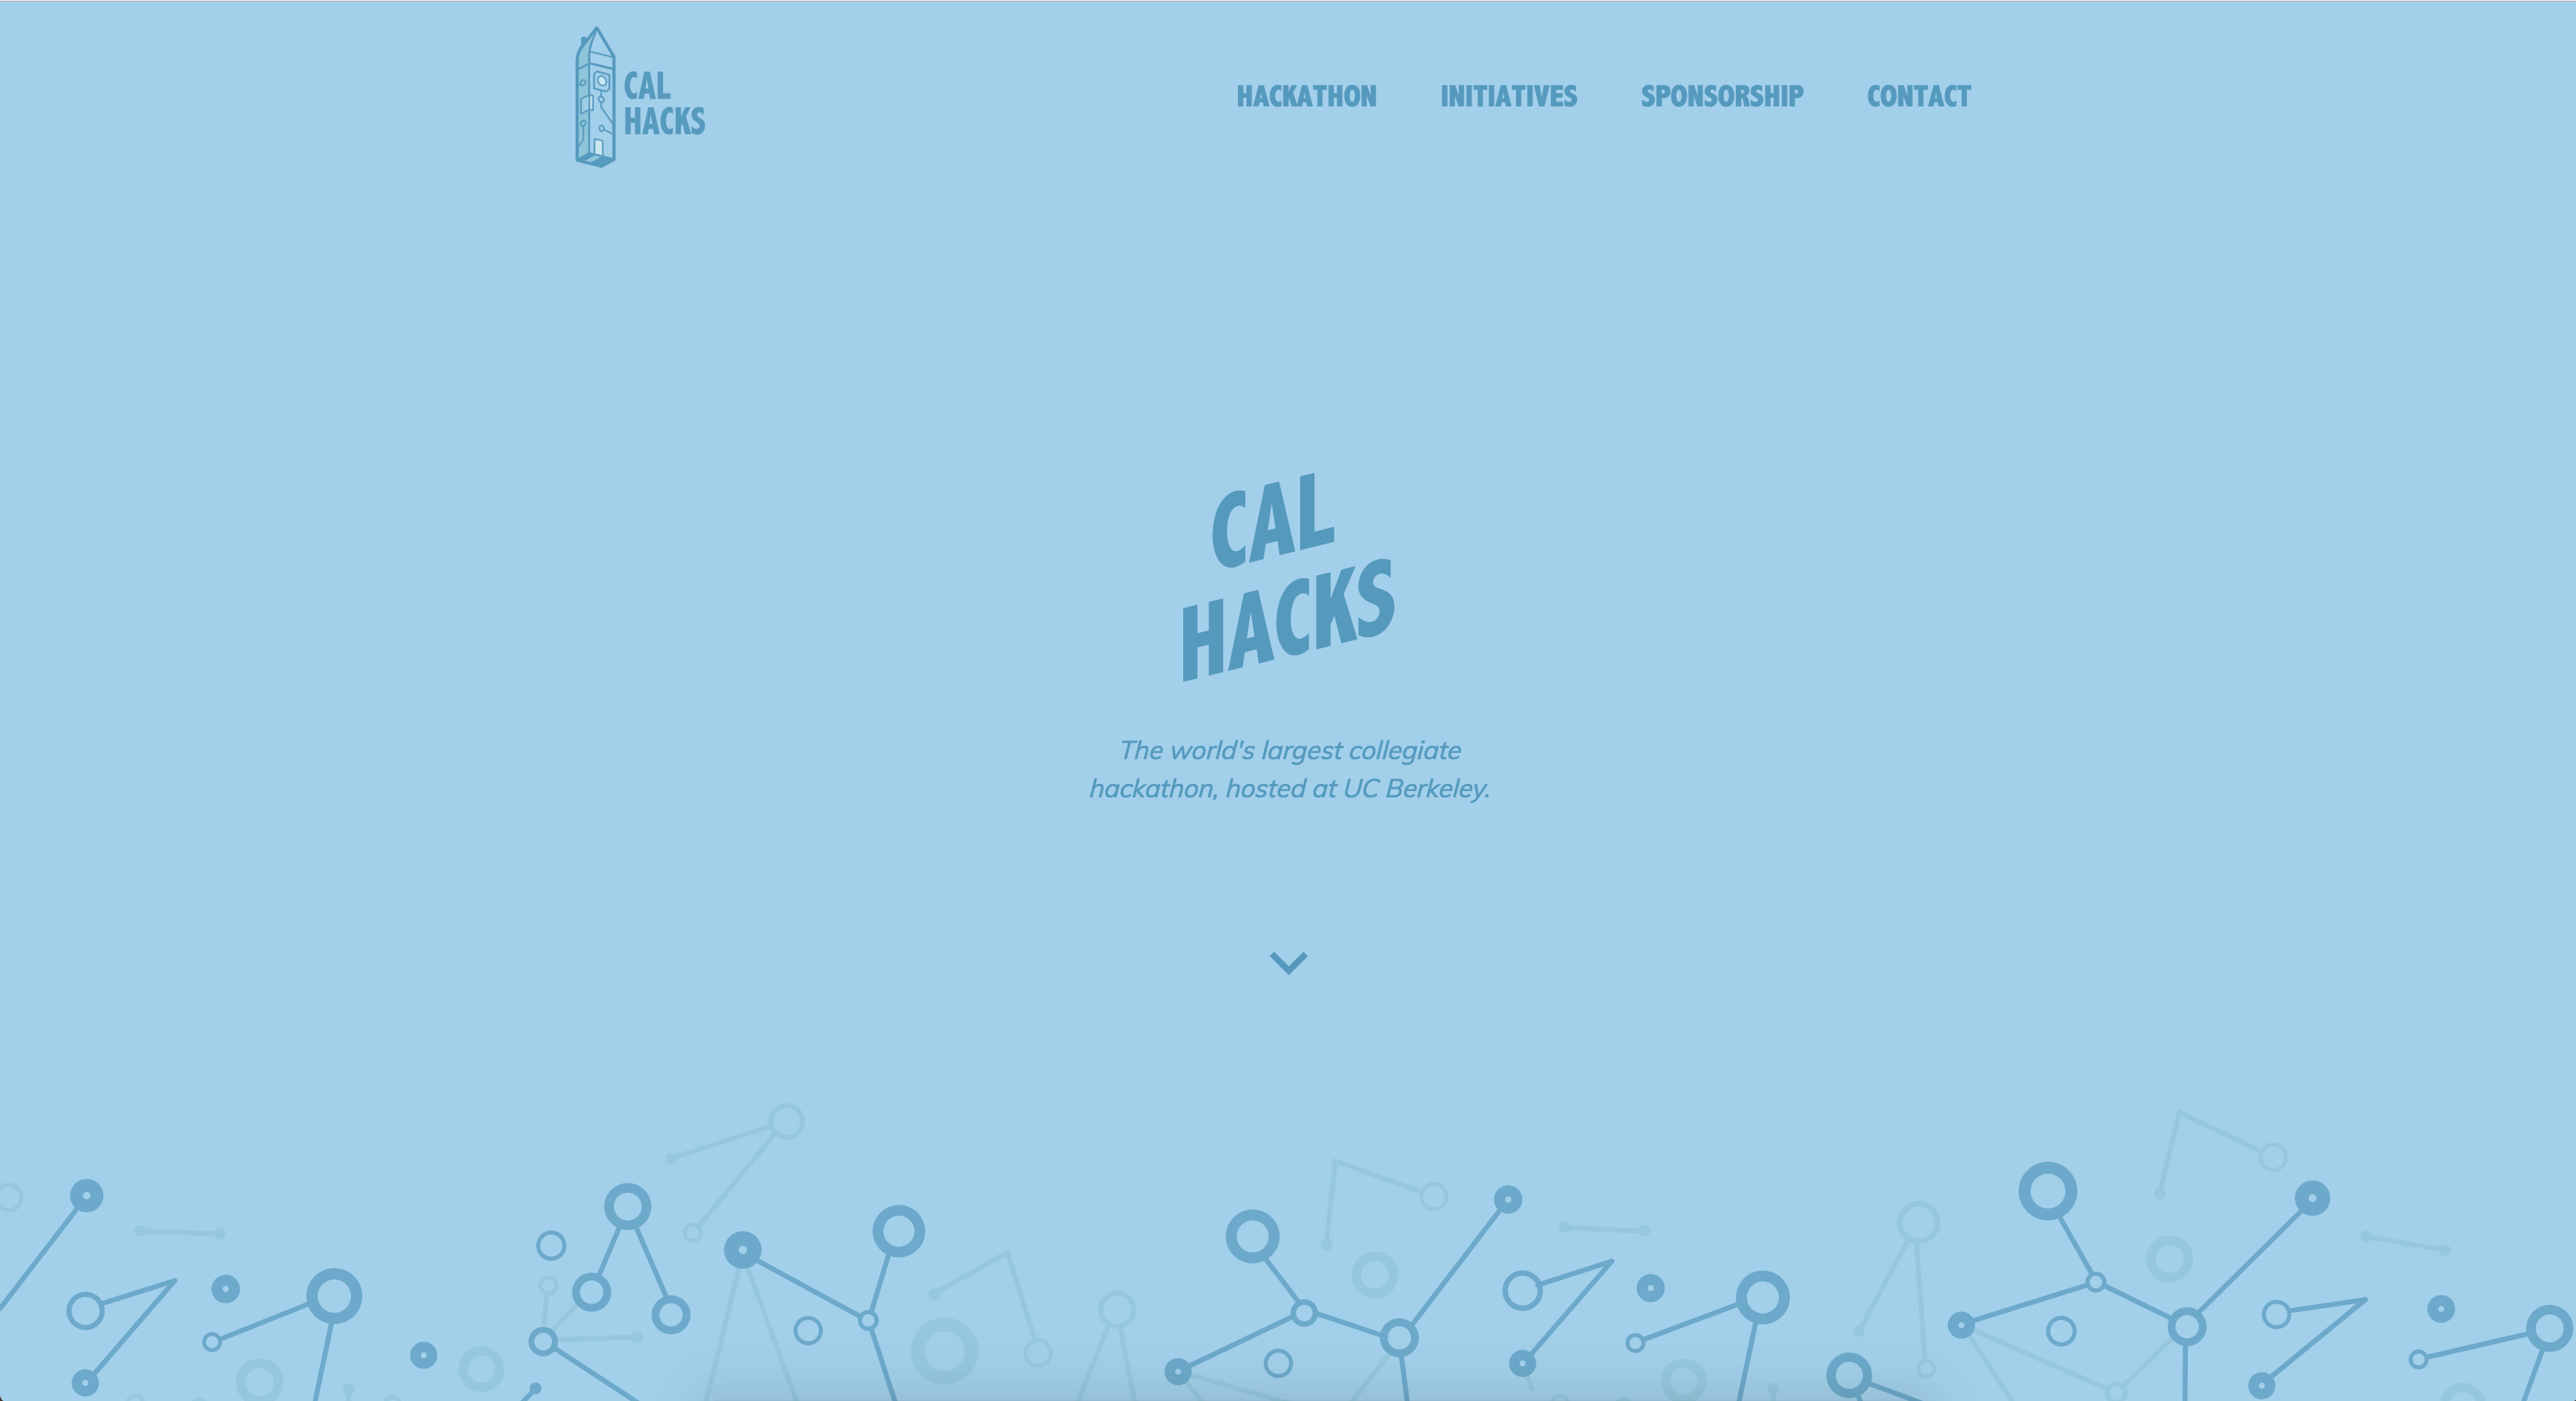 CAL
HACKS
HACKATHON INITIATIVES SPONSORSHIP CONTACT
CAL
HACKS
The world's largest collegiate
hackathon, hosted at UC Berkeley.